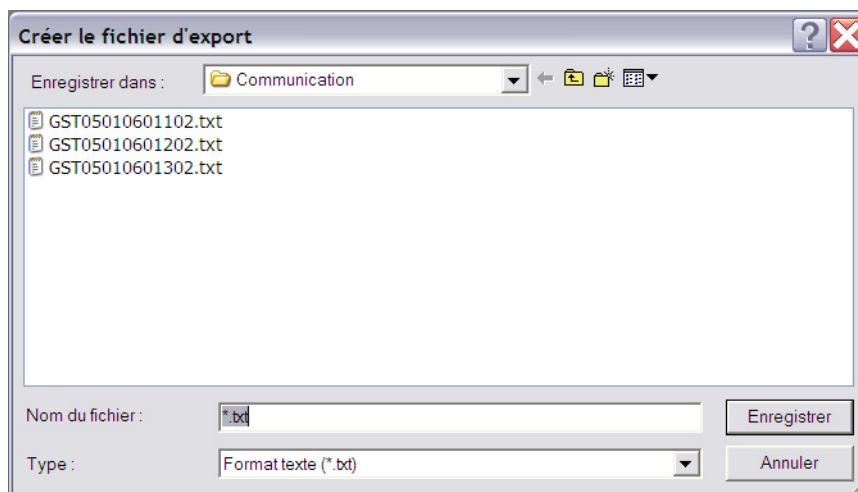 Créer le fichier d'export
Enregistrer dans : Communication
GST05010601102.txt
GST05010601202.txt
GST05010601302.txt
Nom du fichier : *.txt Enregistrer
Type : Format texte (*.txt) Annuler